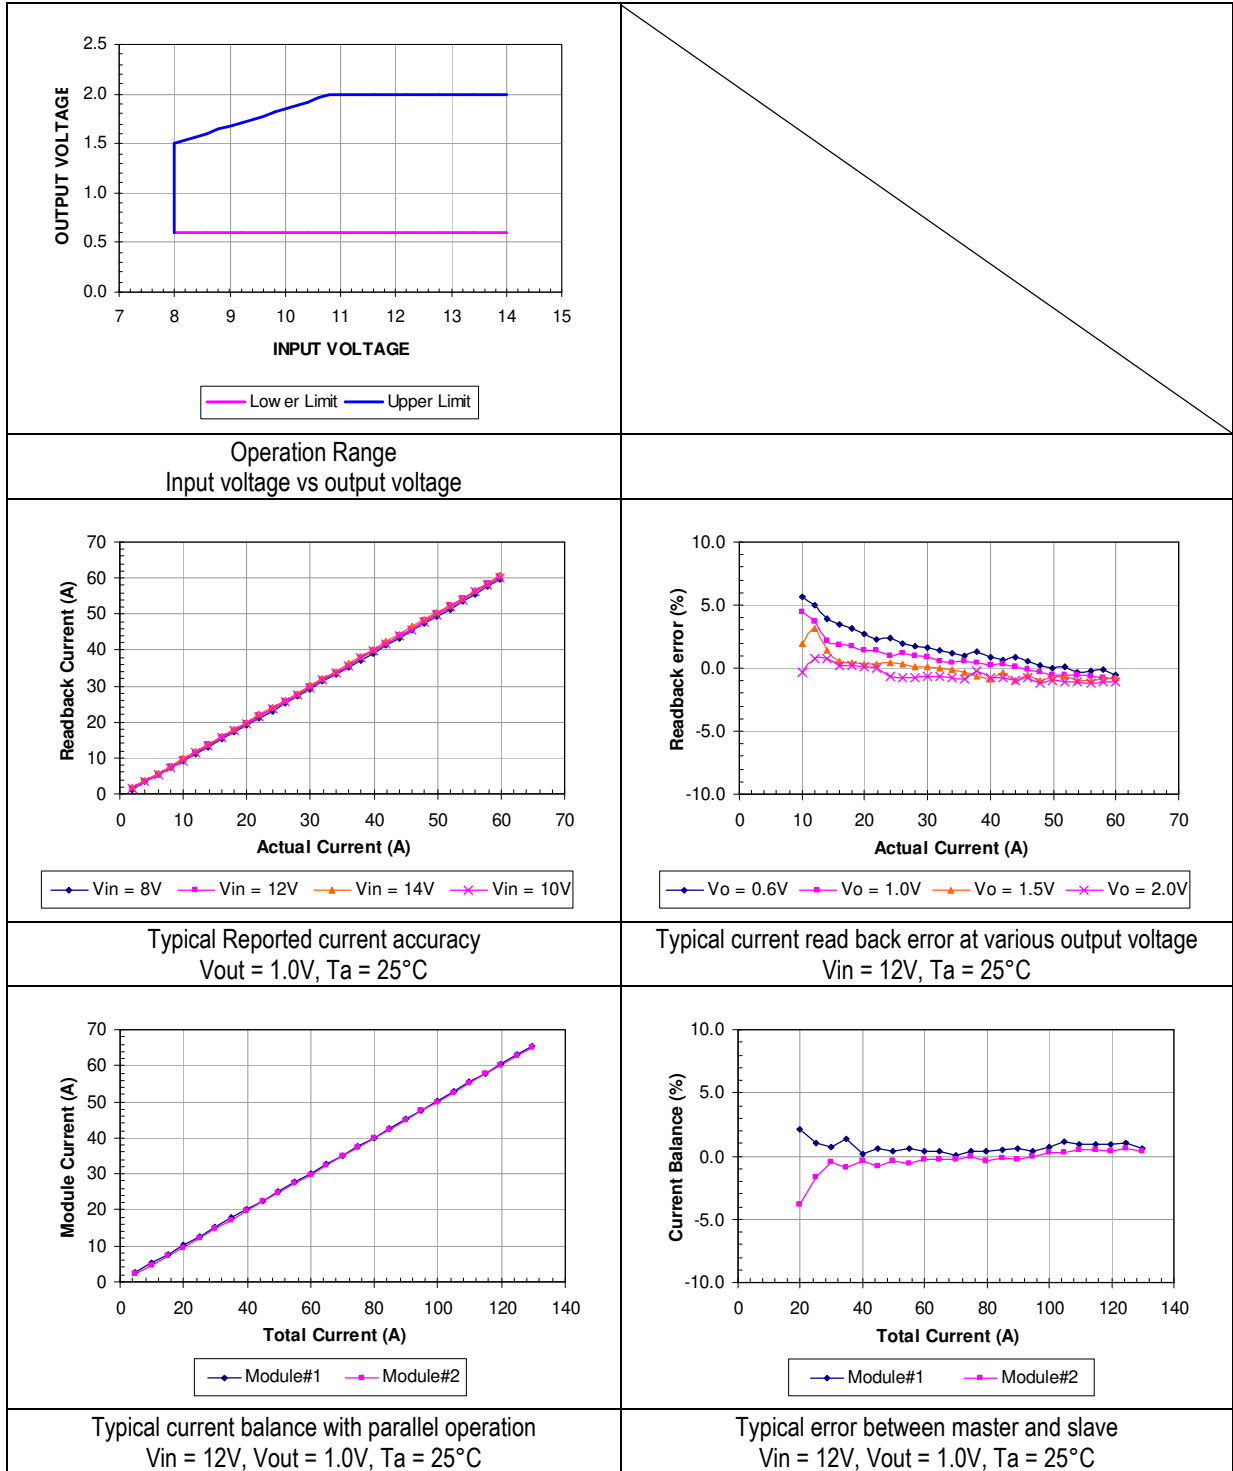 2.5
2.0
1.5
1.0
0.5
0.0
OUTPUT VOLTAGE
7 8 9 10 11 12 13 14 15
INPUT VOLTAGE
Lower Limit Upper Limit
Operation Range
Input voltage vs output voltage
70
60
50
40
30
20
10
0
Readback Current (A)
0 10 20 30 40 50 60 70
Actual Current (A)
Vin = 8V Vin = 12V Vin = 14V Vin = 10V
10.0
5.0
0.0
-5.0
-10.0
Readback error (%)
0 10 20 30 40 50 60 70
Actual Current (A)
Vo = 0.6V Vo = 1.0V Vo = 1.5V Vo = 2.0V
Typical Reported current accuracy
Vout = 1.0V, Ta = 25°C
Typical current read back error at various output voltage
Vin = 12V, Ta = 25°C
70
60
50
40
30
20
10
0
Module Current (A)
0 20 40 60 80 100 120 140
Total Current (A)
Module#1 Module#2
10.0
5.0
0.0
-5.0
-10.0
Current Balance (%)
0 20 40 60 80 100 120 140
Total Current (A)
Module#1 Module#2
Typical current balance with parallel operation
Vin = 12V, Vout = 1.0V, Ta = 25°C
Typical error between master and slave
Vin = 12V, Vout = 1.0V, Ta = 25°C